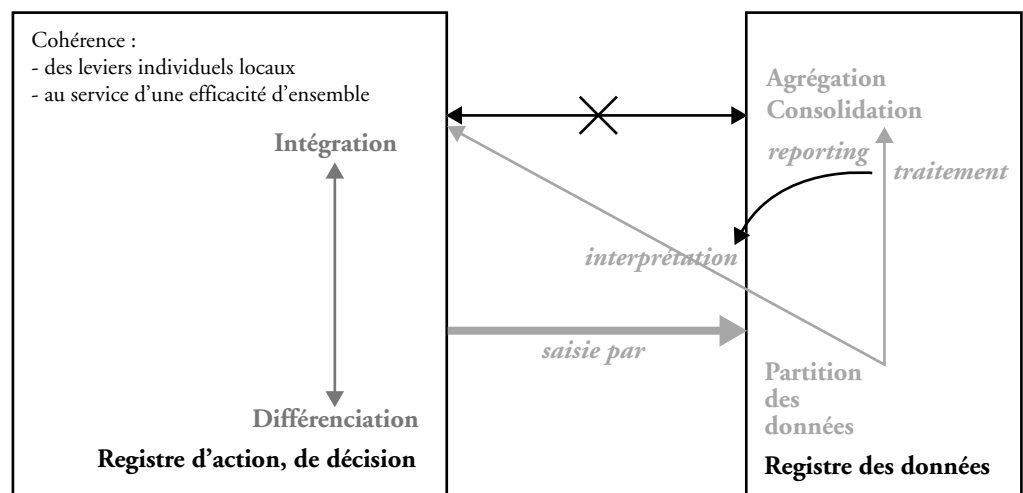 Cohérence :
- des leviers individuels locaux
- au service d'une efficacité d'ensemble
Intégration
Différenciation
Registre d'action, de décision
interprétation
saisie par
Agrégation
Consolidation
reporting
traitement
Partition
des
données
Registre des données